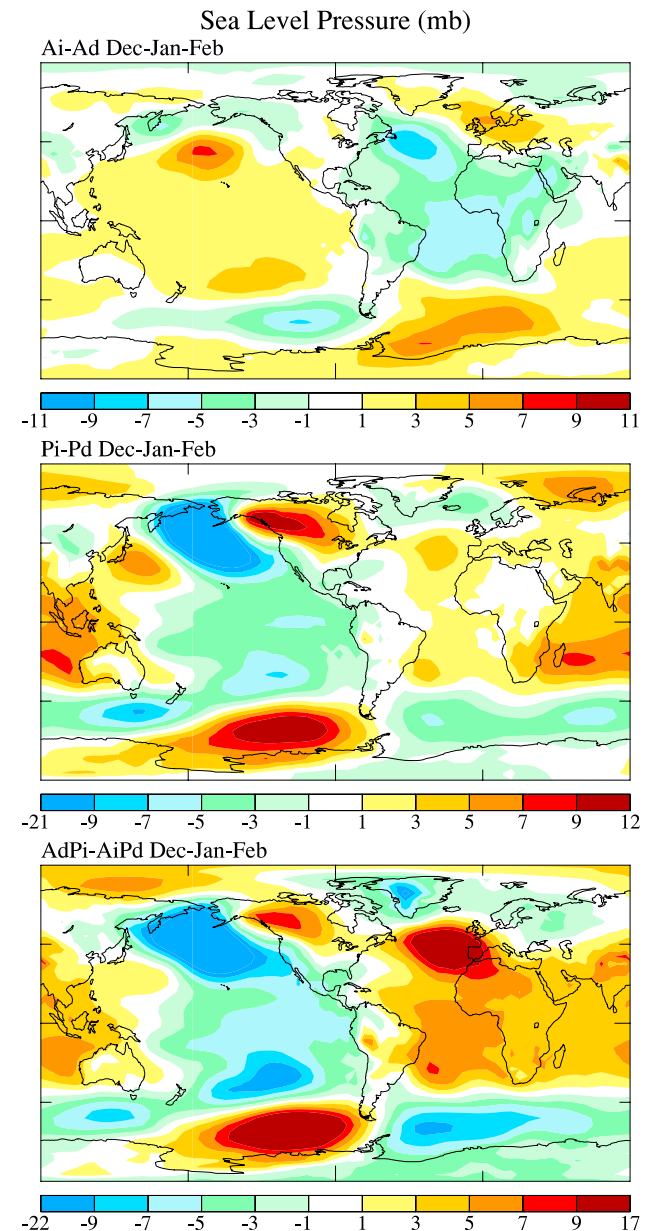 Sea Level Pressure (mb)
Ai-Ad Dec-Jan-Feb
-11 -9 -7 -5 -3 -1 1 3 5 7 9 11
Pi-Pd Dec-Jan-Feb
-21 -9 -7 -5 -3 -1 1 3 5 7 9 12
AdPi-AiPd Dec-Jan-Feb
-22 -9 -7 -5 -3 -1 1 3 5 7 9 17